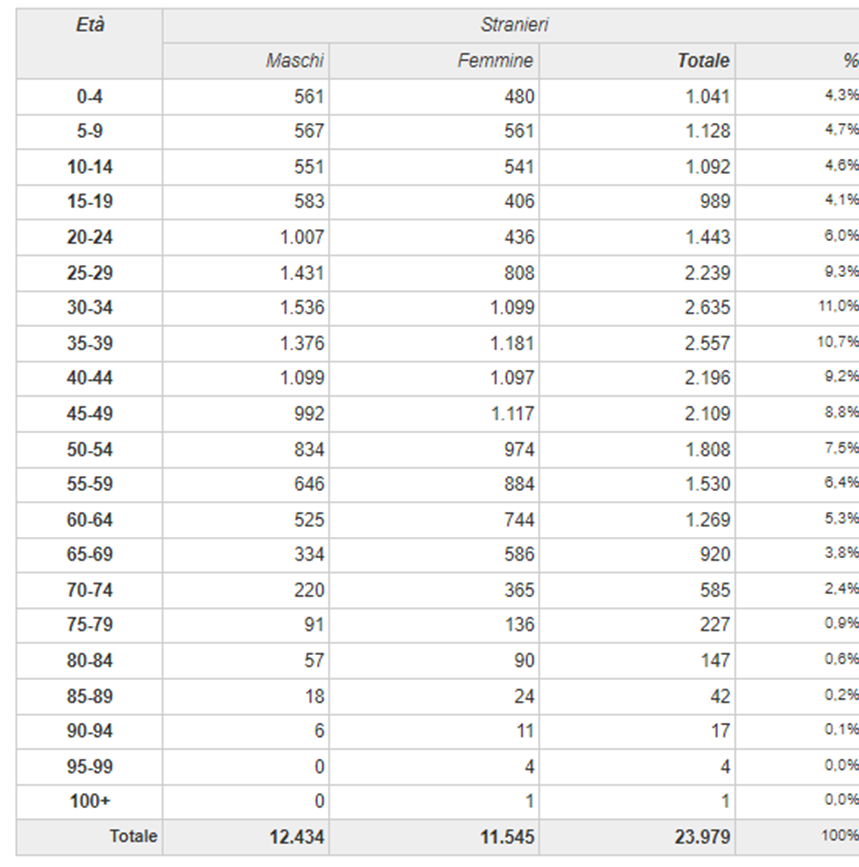 Età Stranieri
Maschi Femmine Totale %
0-4 561 480 1.041 4,3%
5-9 567 561 1.128 4,7%
10-14 551 541 1.092 4,6%
15-19 583 406 989 4,1%
20-24 1.007 436 1.443 6,0%
25-29 1.431 808 2.239 9,3%
30-34 1.536 1.099 2.635 11,0%
35-39 1.376 1.181 2.557 10,7%
40-44 1.099 1.097 2.196 9,2%
45-49 992 1.117 2.109 8,8%
50-54 834 974 1.808 7,5%
55-59 646 884 1.530 6,4%
60-64 525 744 1.269 5,3%
65-69 334 586 920 3,8%
70-74 220 365 585 2,4%
75-79 91 136 227 0,9%
80-84 57 90 147 0,6%
85-89 18 24 42 0,2%
90-94 6 11 17 0,1%
95-99 0 4 4 0,0%
100+ 0 1 1 0,0%
Totale 12.434 11.545 23.979 100%